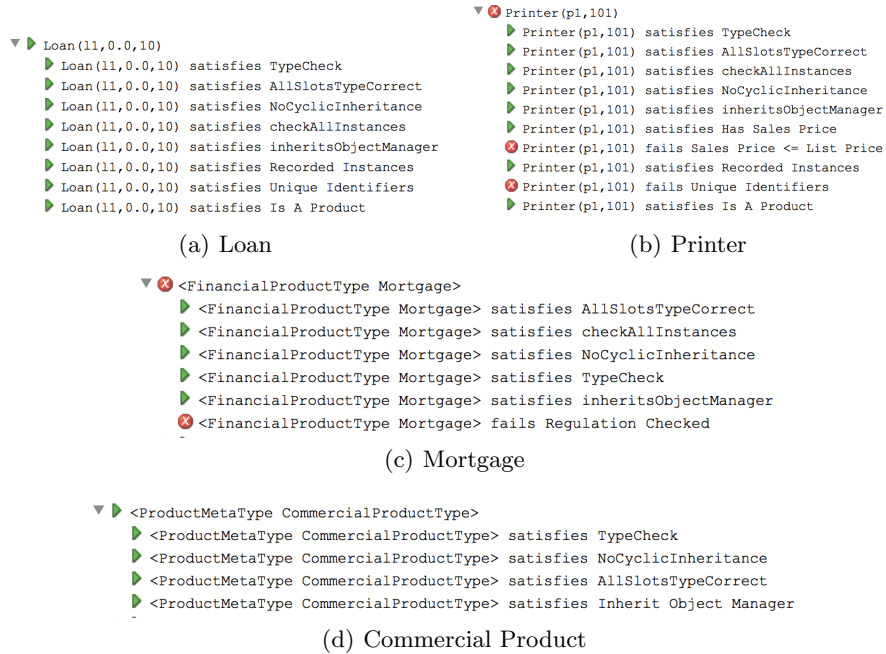 Loan(l1,0.0,10)
Loan(l1,0.0,10) satisfies TypeCheck
Loan(l1,0.0,10) satisfies AllSlotsTypeCorrect
Loan(l1,0.0,10) satisfies NoCyclicInheritance
Loan(l1,0.0,10) satisfies checkAllInstances
Loan(l1,0.0,10) satisfies inheritsObjectManager
Loan(l1,0.0,10) satisfies Recorded Instances
Loan(l1,0.0,10) satisfies Unique Identifiers
Loan(l1,0.0,10) satisfies Is A Product
(a) Loan
Printer(p1,101)
Printer(p1,101) satisfies TypeCheck
Printer(p1,101) satisfies AllSlotsTypeCorrect
Printer(p1,101) satisfies checkAllInstances
Printer(p1,101) satisfies NoCyclicInheritance
Printer(p1,101) satisfies inheritsObjectManager
Printer(p1,101) satisfies Has Sales Price
Printer(p1,101) fails Sales Price <= List Price
Printer(p1,101) satisfies Recorded Instances
Printer(p1,101) fails Unique Identifiers
Printer(p1,101) satisfies Is A Product
(b) Printer
<FinancialProductType Mortgage>
<FinancialProductType Mortgage> satisfies AllSlotsTypeCorrect
<FinancialProductType Mortgage> satisfies checkAllInstances
<FinancialProductType Mortgage> satisfies NoCyclicInheritance
<FinancialProductType Mortgage> satisfies TypeCheck
<FinancialProductType Mortgage> satisfies inheritsObjectManager
<FinancialProductType Mortgage> fails Regulation Checked
(c) Mortgage
<ProductMetaType CommercialProductType>
<ProductMetaType CommercialProductType> satisfies TypeCheck
<ProductMetaType CommercialProductType> satisfies NoCyclicInheritance
<ProductMetaType CommercialProductType> satisfies AllSlotsTypeCorrect
<ProductMetaType CommercialProductType> satisfies Inherit Object Manager
(d) Commercial Product